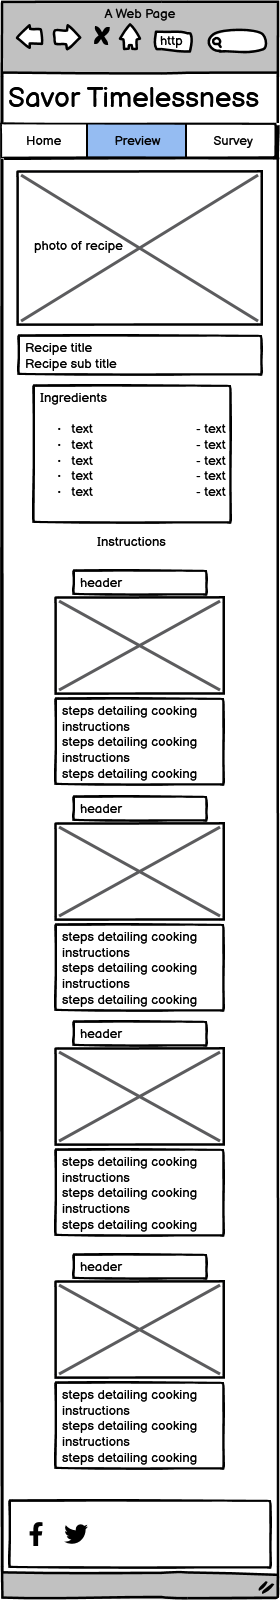 A Web Page
http
Savor Timelessness
Home Preview Survey
photo of recipe
Recipe title
Recipe sub title
Ingredients
· text - text
· text - text
· text - text
· text - text
· text - text
Instructions
header
steps detailing cooking
instructions
steps detailing cooking
instructions
steps detailing cooking
header
steps detailing cooking
instructions
steps detailing cooking
instructions
steps detailing cooking
header
steps detailing cooking
instructions
steps detailing cooking
instructions
steps detailing cooking
header
steps detailing cooking
instructions
steps detailing cooking
instructions
steps detailing cooking